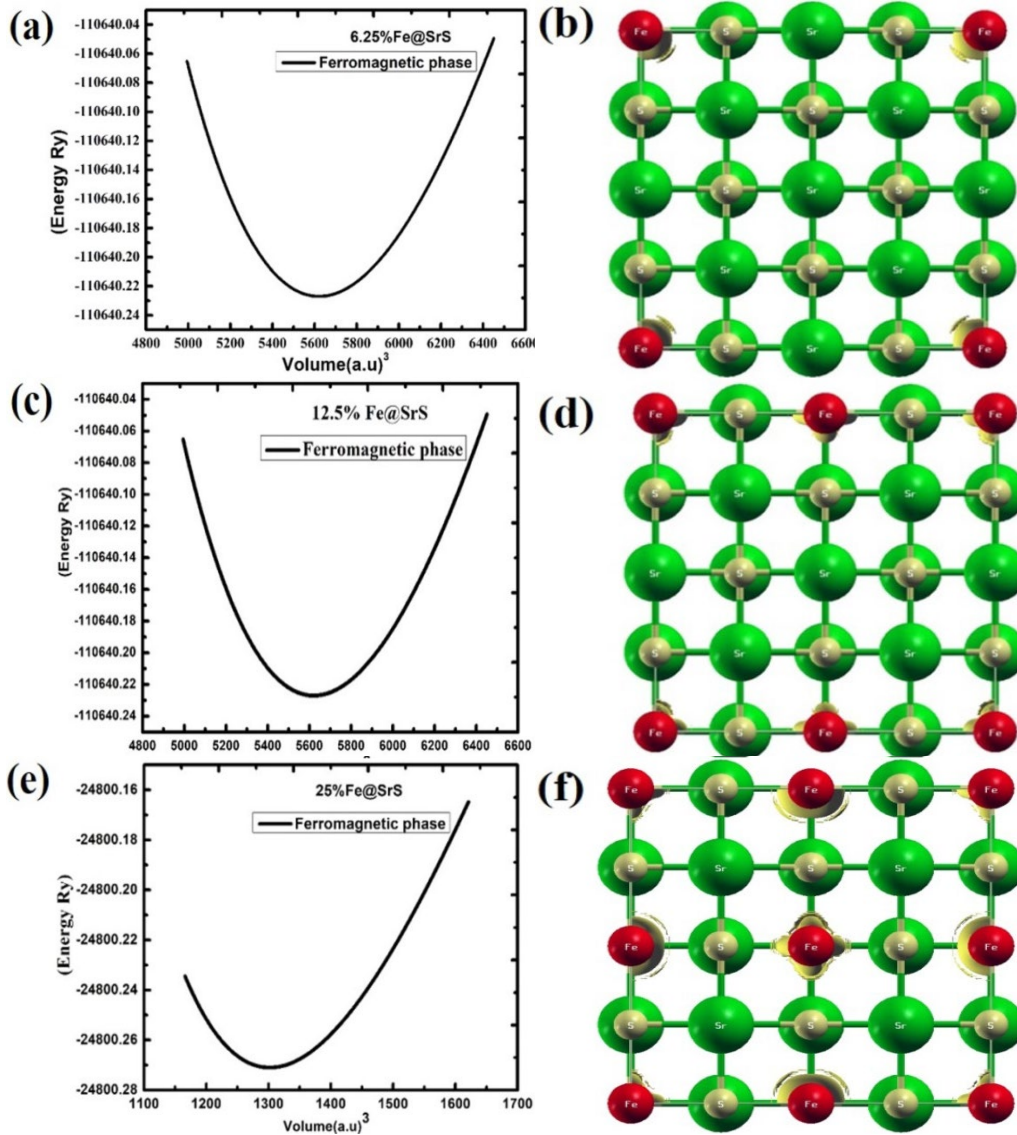 (a)
6.25%Fe@SrS
Ferromagnetic phase
(Energy Ry)
-110640.04
-110640.06
-110640.08
-110640.10
-110640.12
-110640.14
-110640.16
-110640.18
-110640.20
-110640.22
-110640.24
4800 5000 5200 5400 5600 5800 6000 6200 6400 6600
Volume(a.u)3
(b)
Fe S Sr S Fe
S Sr S Sr S
Sr S Sr S Sr
S Sr S Sr S
Fe S Sr S Fe
(c)
12.5% Fe@SrS
Ferromagnetic phase
(Energy Ry)
-110640.04
-110640.06
-110640.08
-110640.10
-110640.12
-110640.14
-110640.16
-110640.18
-110640.20
-110640.22
-110640.24
4800 5000 5200 5400 5600 5800 6000 6200 6400 6600
(d)
Fe S Fe S Fe
S Sr S Sr S
Sr S Sr S Sr
S Sr S Sr S
Fe S Fe S Fe
(e)
25%Fe@SrS
Ferromagnetic phase
(Energy Ry)
-24800.16
-24800.18
-24800.20
-24800.22
-24800.24
-24800.26
-24800.28
1100 1200 1300 1400 1500 1600 1700
Volume(a.u)3
(f)
Fe S Fe S Fe
S Sr S Sr S
Fe S Fe S Fe
S Sr S Sr S
Fe S Fe S Fe